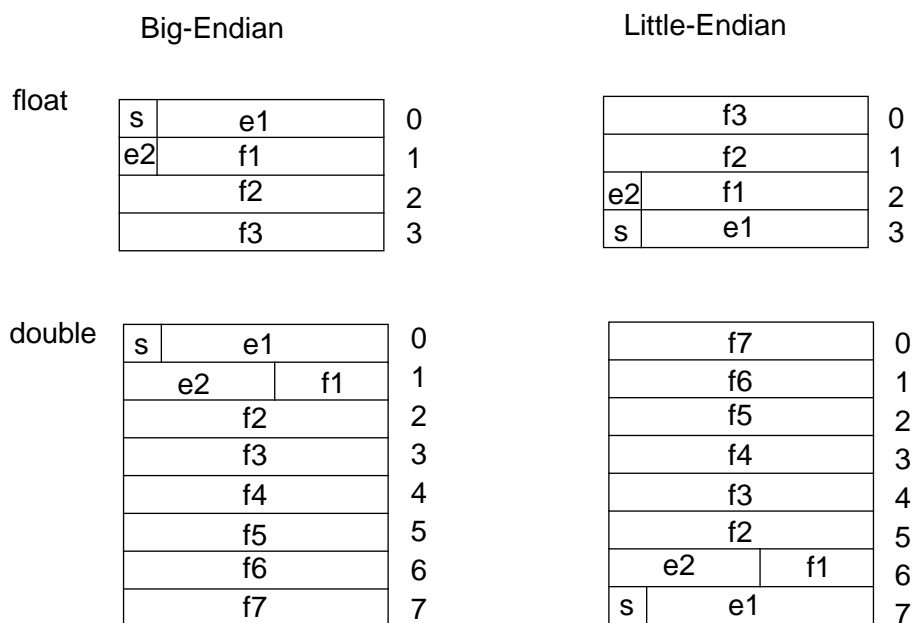 Big-Endian Little-Endian
float
s e1 0 f3 0
e2 f1 1 f2 1
f2 2 e2 f1 2
f3 3 s e1 3
double
s e1 0 f7 0
e2 f1 1 f6 1
f2 2 f5 2
f3 3 f4 3
f4 4 f3 4
f5 5 f2 5
f6 6 e2 f1 6
f7 7 s e1 7